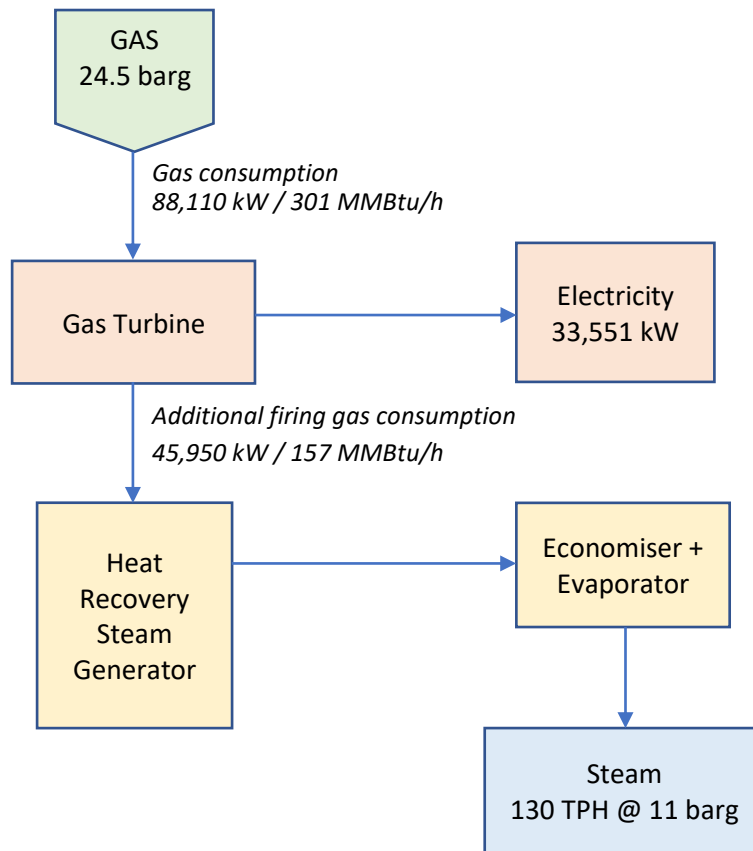 GAS
24.5 barg
Gas consumption
88,110 kW / 301 MMBtu/h
Gas Turbine
Electricity
33,551 kW
Additional firing gas consumption
45,950 kW / 157 MMBtu/h
Heat
Recovery
Steam
Generator
Economiser +
Evaporator
Steam
130 TPH @ 11 barg